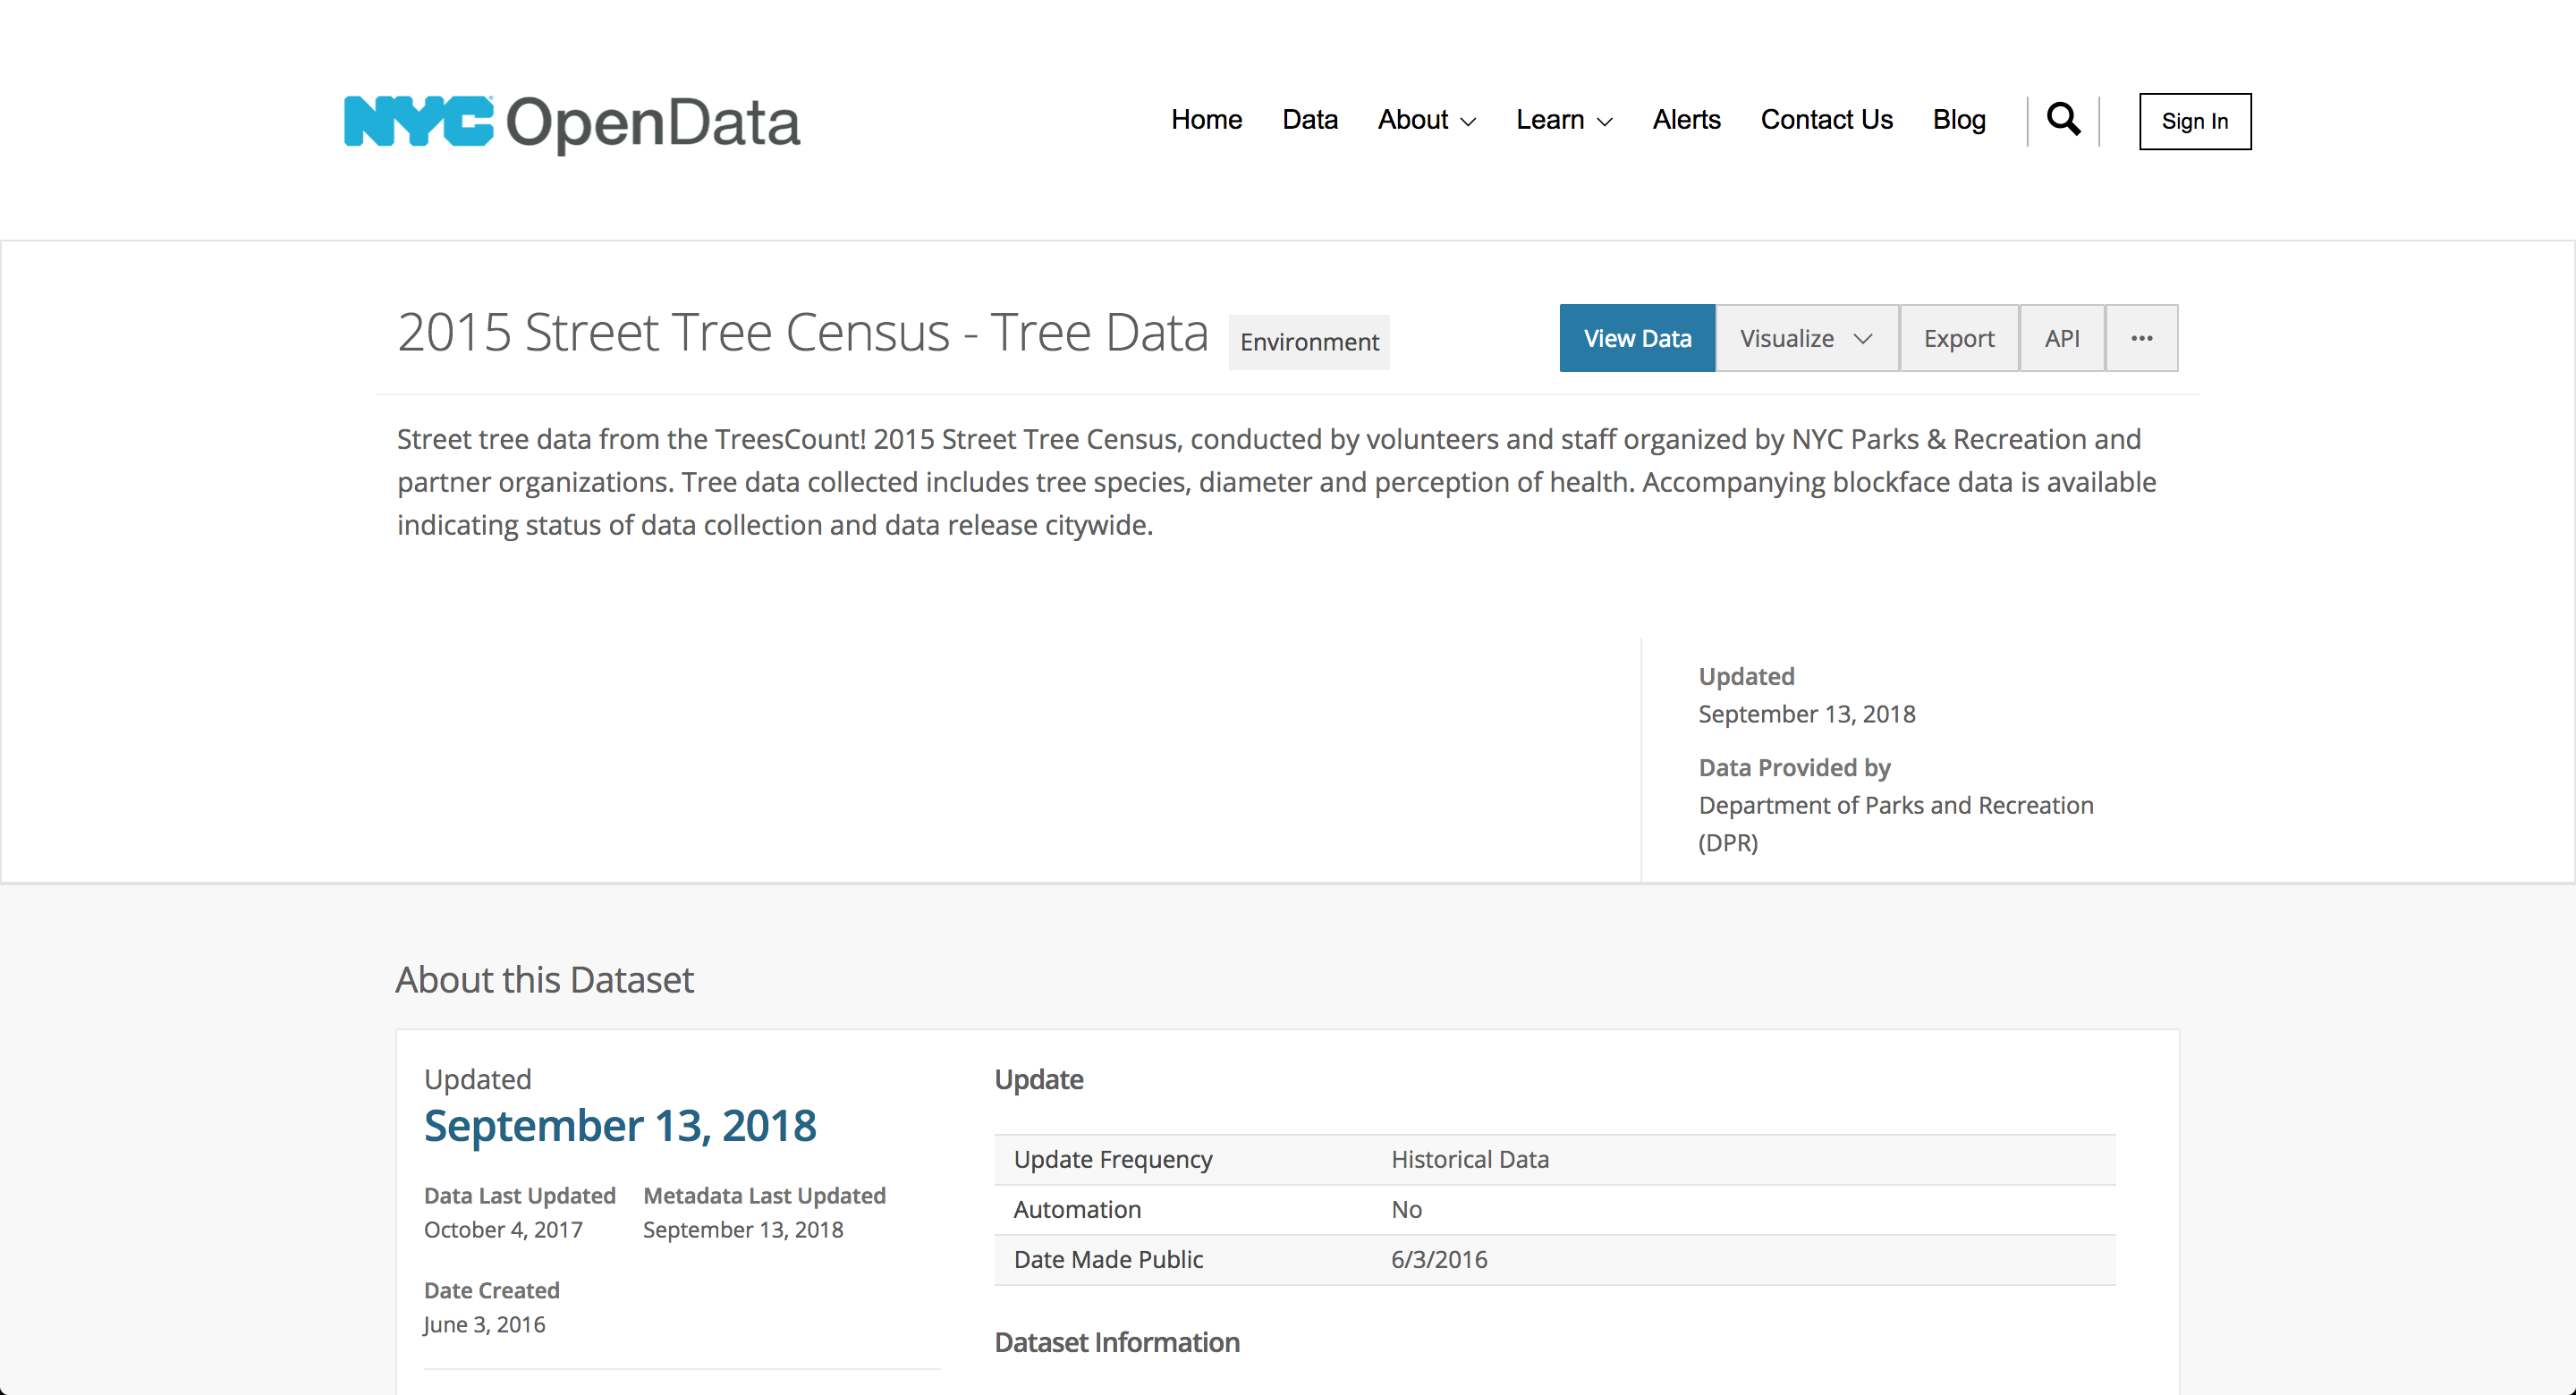 NYC OpenData
Home Data About Learn Alerts Contact Us Blog Sign In
2015 Street Tree Census - Tree Data Environment
View Data Visualize Export API ...
Street tree data from the TreesCount! 2015 Street Tree Census, conducted by volunteers and staff organized by NYC Parks & Recreation and
partner organizations. Tree data collected includes tree species, diameter and perception of health. Accompanying blockface data is available
indicating status of data collection and data release citywide.
Updated
September 13, 2018
Data Provided by
Department of Parks and Recreation
(DPR)
About this Dataset
Updated
September 13, 2018
Data Last Updated Metadata Last Updated
October 4, 2017 September 13, 2018
Date Created
June 3, 2016
Update
Update Frequency Historical Data
Automation No
Date Made Public 6/3/2016
Dataset Information